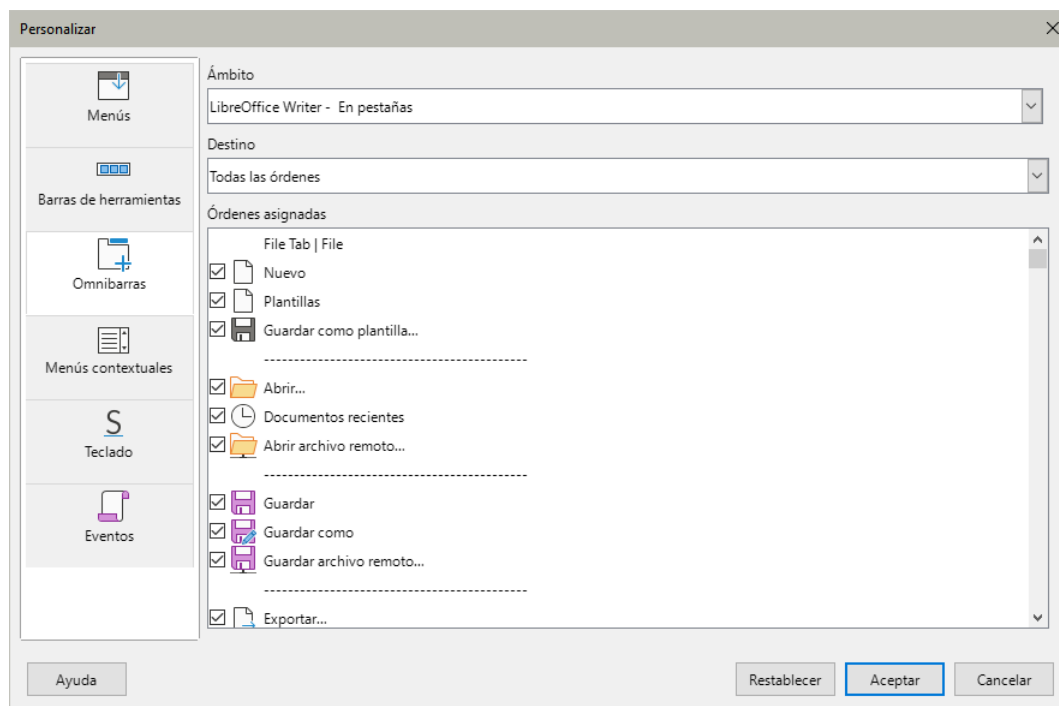 Personalizar
Menús
Barras de herramientas
Omnibarras
Menús contextuales
Teclado
Eventos
Ámbito
LibreOffice Writer - En pestañas
Destino
Todas las órdenes
Órdenes asignadas
File Tab | File
Nuevo
Plantillas
Guardar como plantilla...
--------------------------------------------
Abrir...
Documentos recientes
Abrir archivo remoto...
--------------------------------------------
Guardar
Guardar como
Guardar archivo remoto...
--------------------------------------------
Exportar...
Ayuda
Restablecer
Aceptar
Cancelar